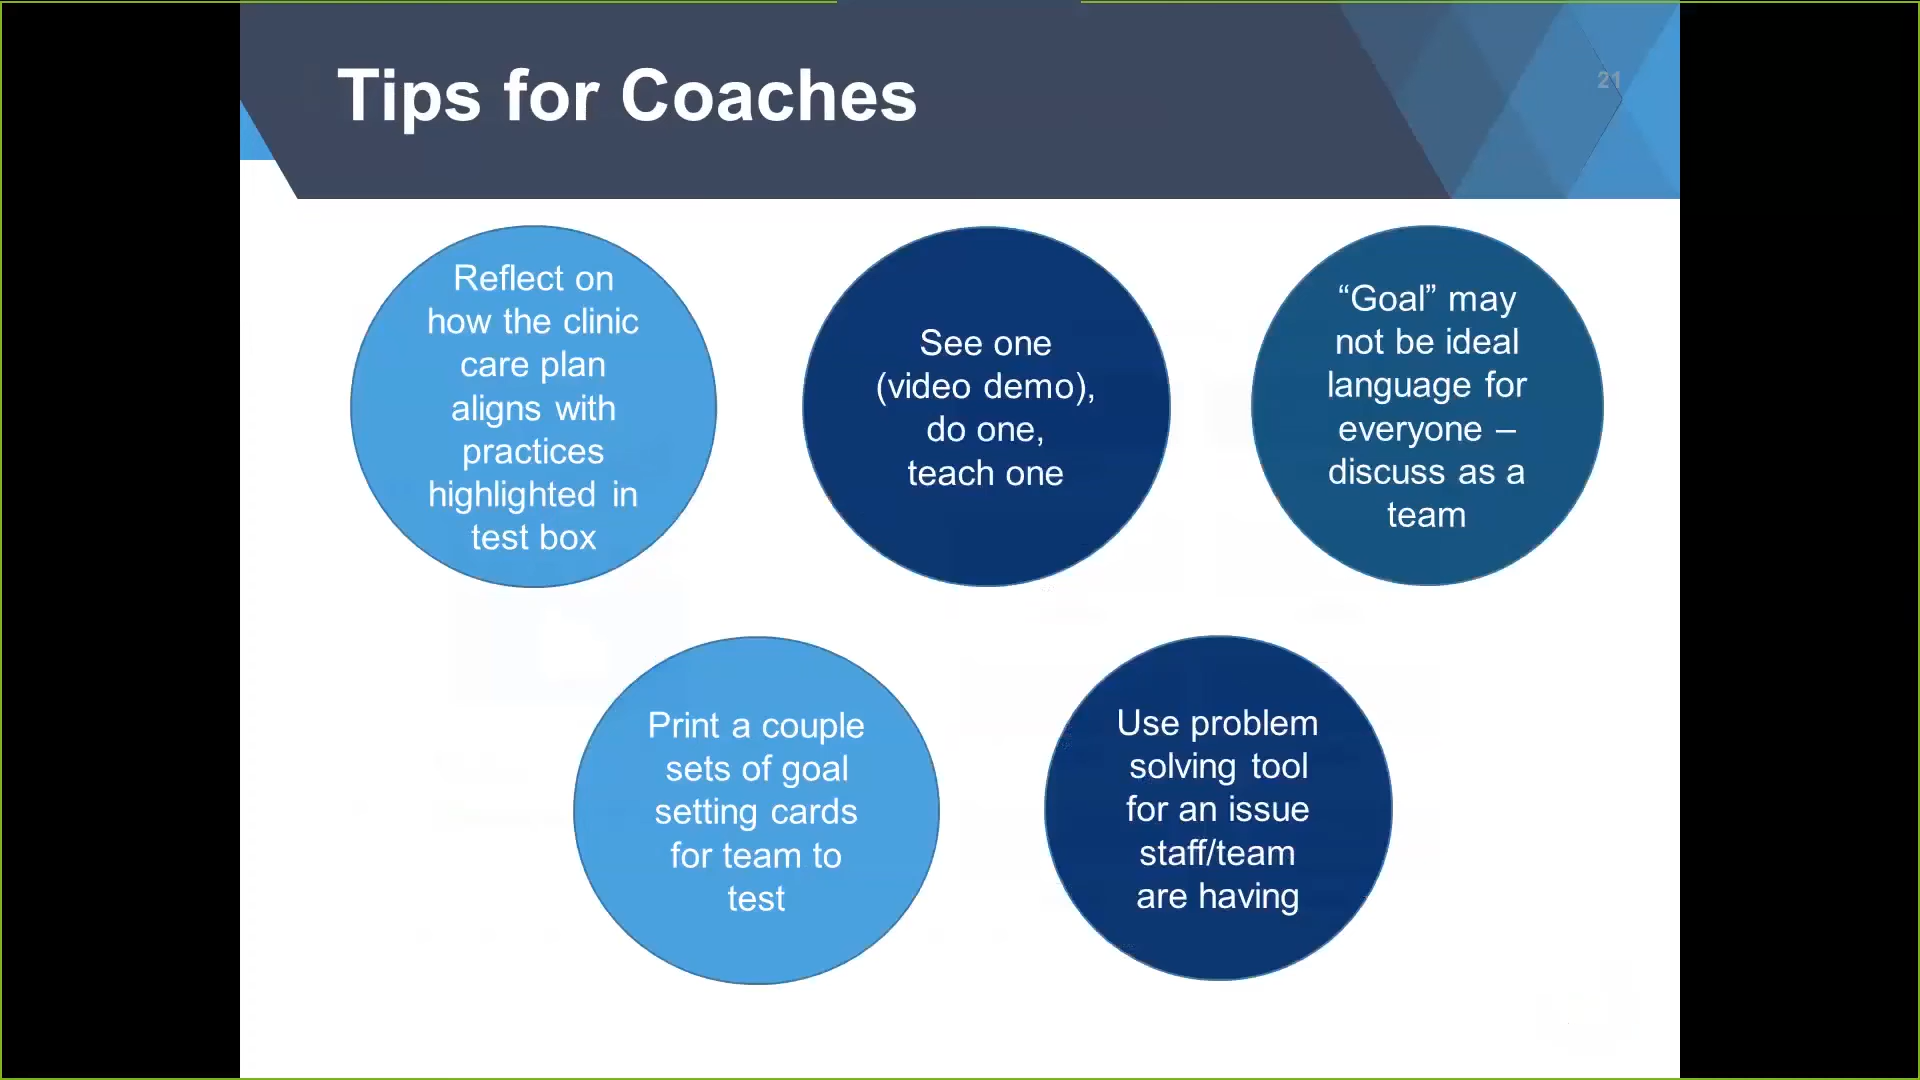 Tips for Coaches
21
Reflect on
how the clinic
care plan
aligns with
practices
highlighted in
test box
See one
(video demo),
do one,
teach one
“Goal” may
not be ideal
language for
everyone –
discuss as a
team
Print a couple
sets of goal
setting cards
for team to
test
Use problem
solving tool
for an issue
staff/team
are having